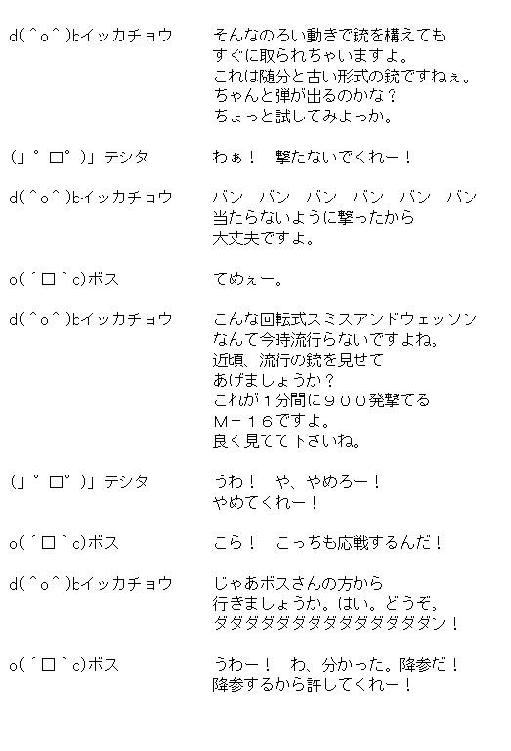 d(^o^)bイッカチョウ　そんなのろい動きで銃を構えても
すぐに取られちゃいますよ。
これは随分と古い形式の銃ですねぇ。
ちゃんと弾が出るのかな？
ちょっと試してみよっか。
(」゜ロ゜)」テシタ　わぁ！　撃たないでくれー！
d(^o^)bイッカチョウ　バン　バン　バン　バン　バン　バン
当たらないように撃ったから
大丈夫ですよ。
o(´□｀c)ボス　てめぇー。
d(^o^)bイッカチョウ　こんな回転式スミスアンドウェッソン
なんて今時流行らないですよね。
近頃、流行の銃を見せて
あげましょうか？
これが１分間に９００発撃てる
Ｍ－１６ですよ。
良く見てて下さいね。
(」゜ロ゜)」テシタ　うわ！　や、やめろー！
やめてくれー！
o(´□｀c)ボス　こら！　こっちも応戦するんだ！
d(^o^)bイッカチョウ　じゃあボスさんの方から
行きましょうか。はい。どうぞ。
ダダダダダダダダダダダダダダン！
o(´□｀c)ボス　うわー！　わ、分かった。降参だ！
降参するから許してくれー！